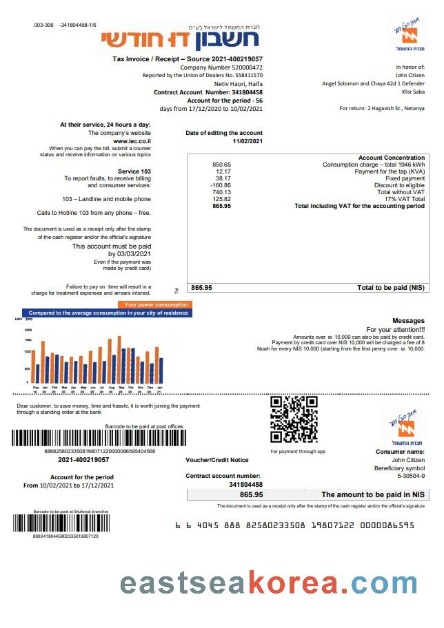 003-306 -341804458-1/6
חברת החשמל לישראל בע"מ
חשבון דו חודשי
חברת החשמל
Tax Invoice / Receipt – Source 2021-400219057
Company Number 520000472
Reported by the Union of Dealers No. 558411570
Netiv Haori, Haifa
Contract Account Number: 341804458
Account for the period - 56
days from 17/12/2020 to 10/02/2021
In honor of:
John Citizen
Angel Solomon and Chaya 42d 1 Defender
Kfor Saba
For return: 2 Hagavish St., Netanya
At their service, 24 hours a day:
The company's website
www.iec.co.il
When you can pay the bill, submit a counter
status and receive information on various topics
Service 103
To report faults, to receive billing
and consumer services:
103 – Landline and mobile phone
Calls to Hotline 103 from any phone – free.
The document is used as a receipt only after the stamp
of the cash register and/or the official's signature
This account must be paid
by 03/03/2021
Even if the payment was
made by credit card)
Failure to pay on time will result in a
charge for treatment expenses and arrears interest.
Date of editing the account
11/02/2021
Account Concentration
850.65 Consumption charge – total 1946 kWh
12.17 Payment for the tap (KVA)
38.17 Fixed payment
-100.86 Discount to eligible
740.13 Total without VAT
125.82 17% VAT Total
865.95 Total including VAT for the accounting period
865.95 Total to be paid (NIS)
Your power consumption
Compared to the average consumption in your city of residence
Messages
For your attention!!!
Amounts over ₪ 10,000 can also be paid by credit card.
Payment by credit card over NIS 10,000 will be charged a fee of 8
Noah for every NIS 10,000 (starting from the first penny over ₪ 10,000).
Dear customer, to save money, time and hassle, it is worth joining the payment
through a standing order at the bank
Barcode to be paid at post offices
2021-400219057
Account for the period
From 10/02/2021 to 17/12/2021
Barcode to be paid at Shufersal branches
For payment through app
Voucher/Credit Notice
Contract account number:
341804458
חברת החשמל
Consumer name:
John Citizen
Beneficiary symbol
5-30504-9
865.95 The amount to be paid in NIS
The document is used as a receipt only after the stamp of the cash register and/or the official's signature
6 6 4045 888 82580233508 19807122 0000086595
eastseakorea.com